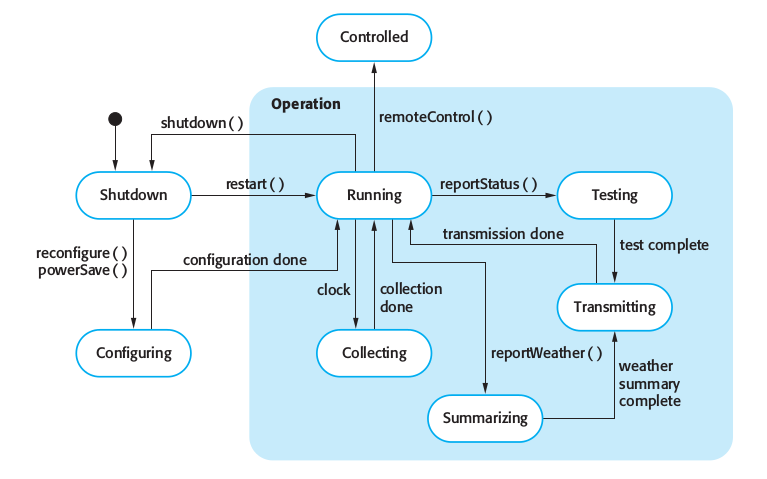 Controlled
Operation
shutdown ( )
remoteControl ( )
Shutdown
restart ( )
Running
reportStatus ( )
Testing
reconfigure ( )
powerSave ( )
configuration done
transmission done
test complete
clock
collection
done
Transmitting
Configuring
Collecting
reportWeather ( )
weather
summary
complete
Summarizing